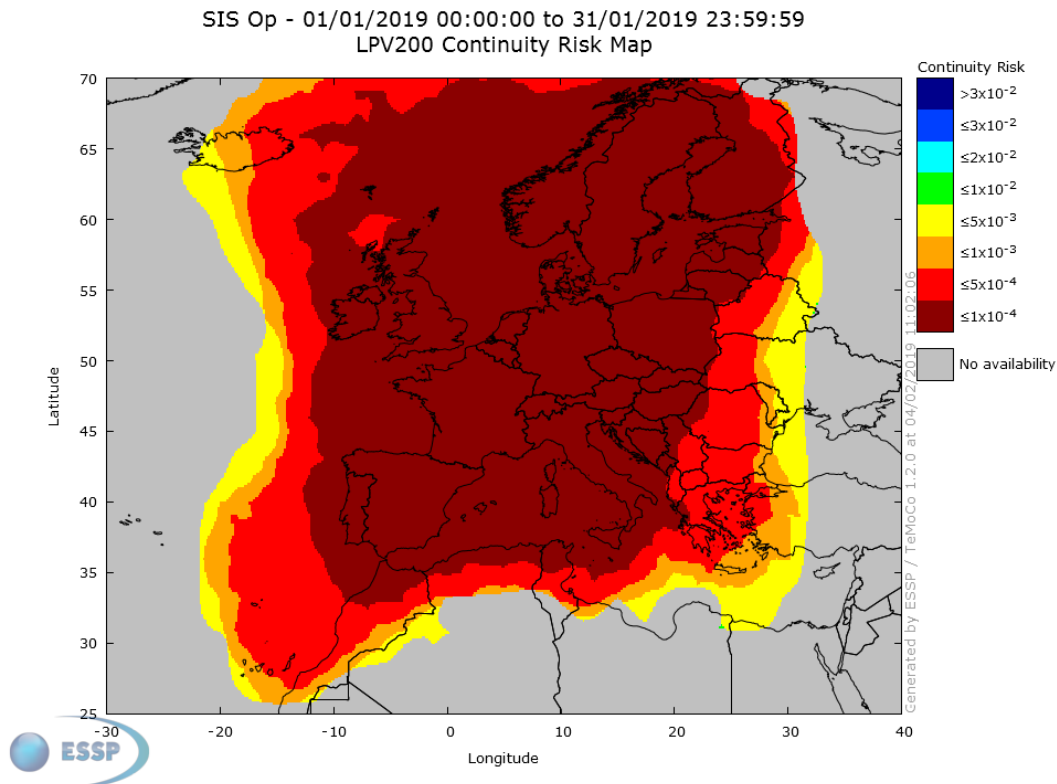 SIS Op - 01/01/2019 00:00:00 to 31/01/2019 23:59:59
LPV200 Continuity Risk Map
Continuity Risk
>3x10⁻²
≤3x10⁻²
≤2x10⁻²
≤1x10⁻²
≤5x10⁻³
≤1x10⁻³
≤5x10⁻⁴
≤1x10⁻⁴
No availability
Latitude
70
65
60
55
50
45
40
35
30
25
-30
-20
-10
0
10
20
30
40
Longitude
Generated by ESSP / TeMoCo 1.2.0 at 04/02/2019 11:02:06
ESSP